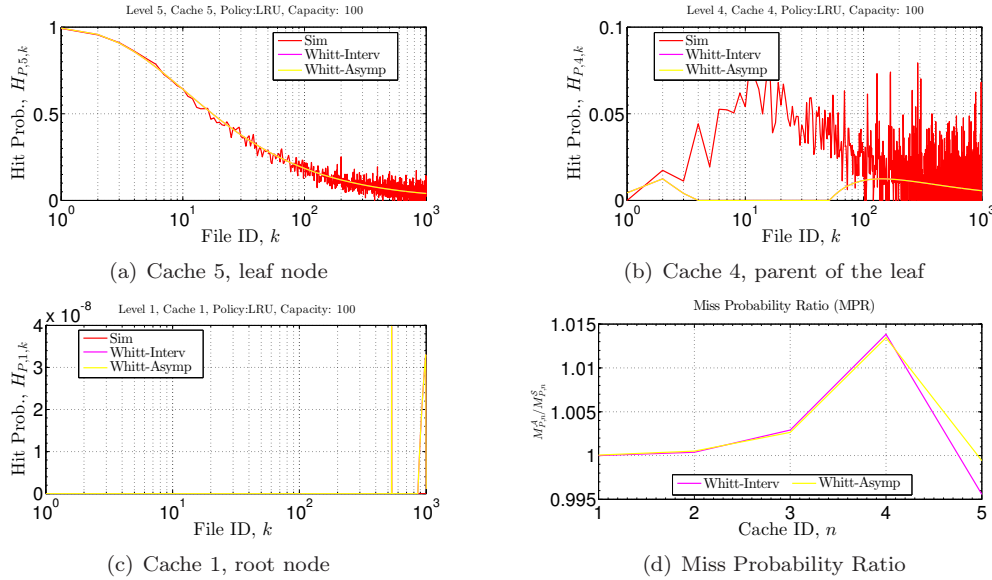 Level 5, Cache 5, Policy:LRU, Capacity: 100
1
0.5
0
Hit Prob., H_{P,5,k}
Sim
Whitt-Interv
Whitt-Asymp
10^0
10^1
10^2
10^3
File ID, k
(a) Cache 5, leaf node
Level 4, Cache 4, Policy:LRU, Capacity: 100
0.1
0.05
0
Hit Prob., H_{P,4,k}
Sim
Whitt-Interv
Whitt-Asymp
10^0
10^1
10^2
10^3
File ID, k
(b) Cache 4, parent of the leaf
Level 1, Cache 1, Policy:LRU, Capacity: 100
4 x 10^-8
3
2
1
0
Hit Prob., H_{P,1,k}
Sim
Whitt-Interv
Whitt-Asymp
10^0
10^1
10^2
10^3
File ID, k
(c) Cache 1, root node
Miss Probability Ratio (MPR)
1.015
1.01
1.005
1
0.995
M^A_{P,n}/M^S_{P,n}
Whitt-Interv
Whitt-Asymp
1
2
3
4
5
Cache ID, n
(d) Miss Probability Ratio